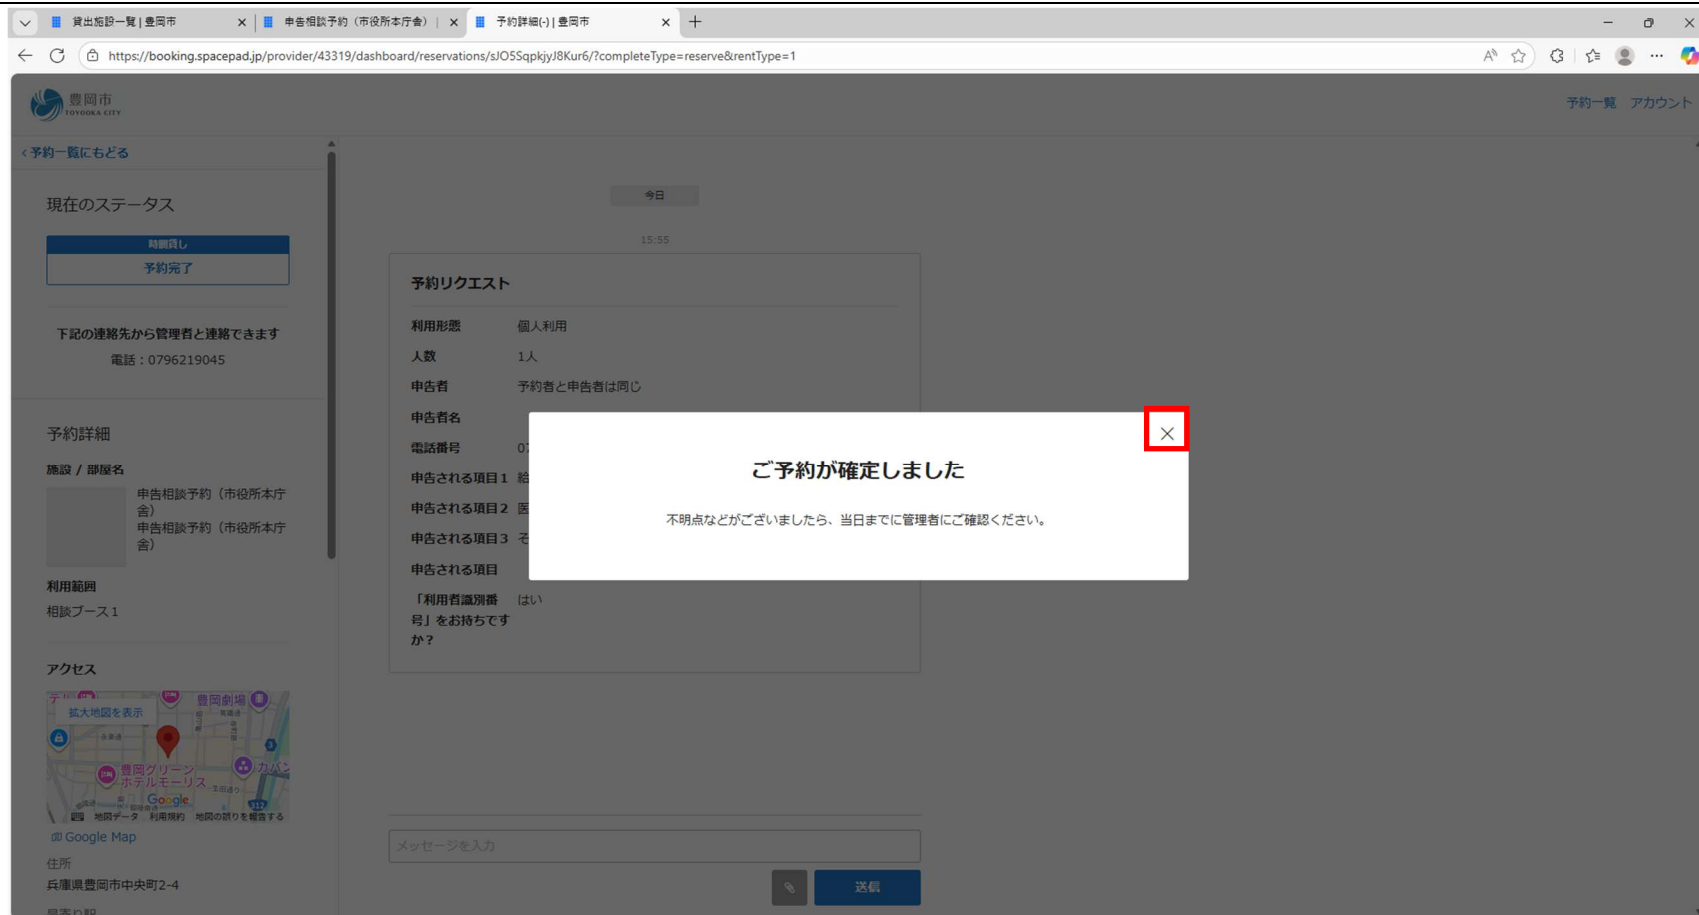 貸出施設一覧 | 豊岡市
申告相談予約（市役所本庁舎） |
予約詳細(-) | 豊岡市
https://booking.spacepad.jp/provider/43319/dashboard/reservations/sJO5SqpkjyJ8Kur6/?completeType=reserve&rentType=1
豊岡市
TOYOOKA CITY
予約一覧 アカウント
<予約一覧にもどる
現在のステータス
時間貸し
予約完了
下記の連絡先から管理者と連絡できます
電話：0796219045
予約詳細
施設 / 部屋名
申告相談予約（市役所本庁
舎）
申告相談予約（市役所本庁
舎）
利用範囲
相談ブース1
アクセス
拡大地図を表示
豊岡劇場
豊岡グリーン
ホテルモーリス
カバン
Google
地図データ 利用規約 地図の誤りを報告する
Google Map
住所
兵庫県豊岡市中央町2-4
最寄り駅
今日
15:55
予約リクエスト
利用形態 個人利用
人数 1人
申告者 予約者と申告者は同じ
申告者名
電話番号 07
申告される項目1 給
申告される項目2 医
申告される項目3 そ
申告される項目
「利用者識別番 はい
号」をお持ちです
か？
ご予約が確定しました
不明点などがございましたら、当日までに管理者にご確認ください。
メッセージを入力
送信